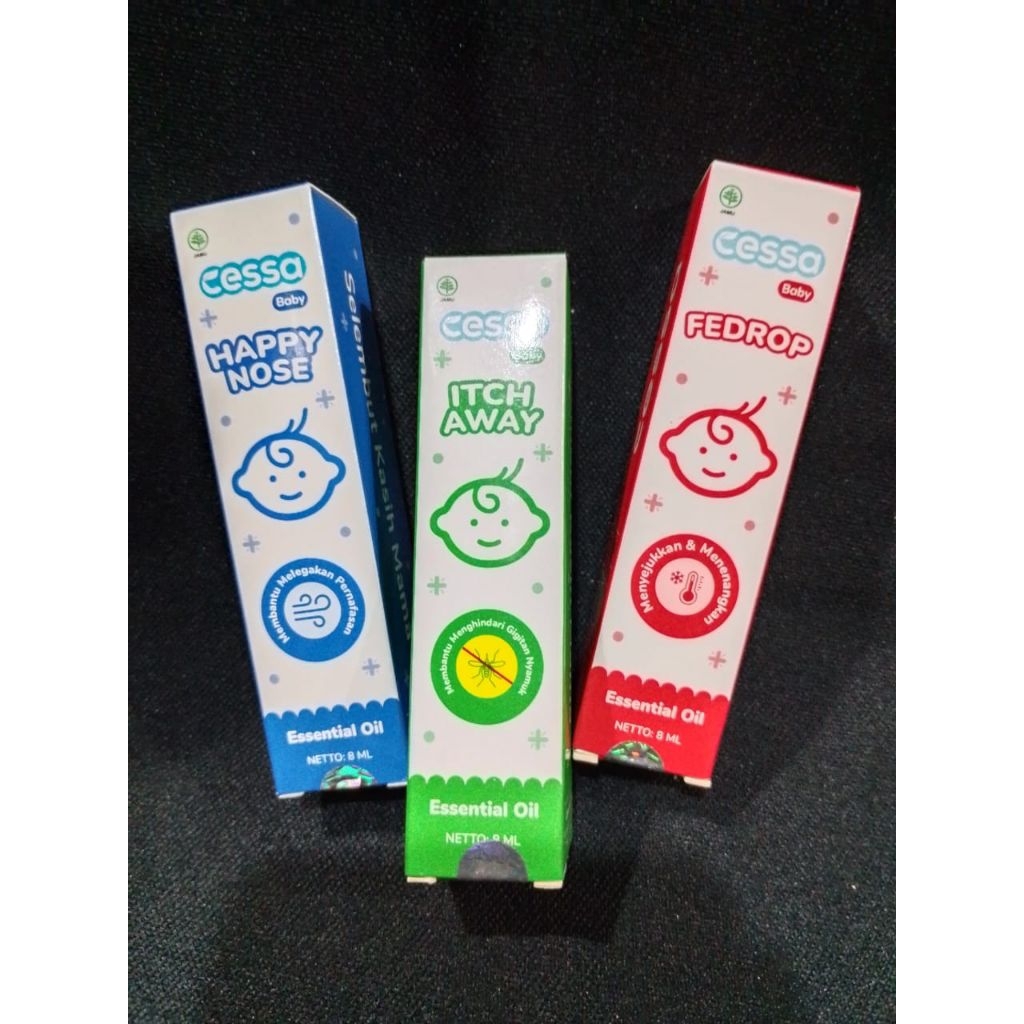 JAMU
cessa
Baby
HAPPY
NOSE
Membantu Melegakan Pernafasan
Essential Oil
NETTO: 8 ML
Selembut Kasih
JAMU
cessa
Baby
ITCH
AWAY
Membantu Menghindari Gigitan Nyamuk
Essential Oil
NETTO: 8 ML
JAMU
cessa
Baby
FEDROP
Menyejukkan & Menenangkan
Essential Oil
NETTO: 8 ML